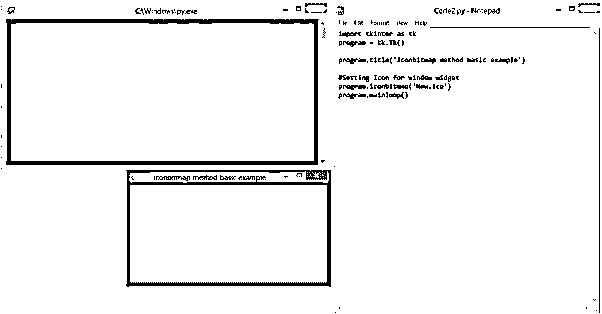 C:\Windows\py.exe
Code2.py - Notepad
File Edit Format View Help
import tkinter as tk
program = tk.Tk()
program.title('Iconbitmap method basic example')
#Setting Icon for window widget
program.iconbitmap('New.ico')
program.mainloop()
Iconbitmap method basic example